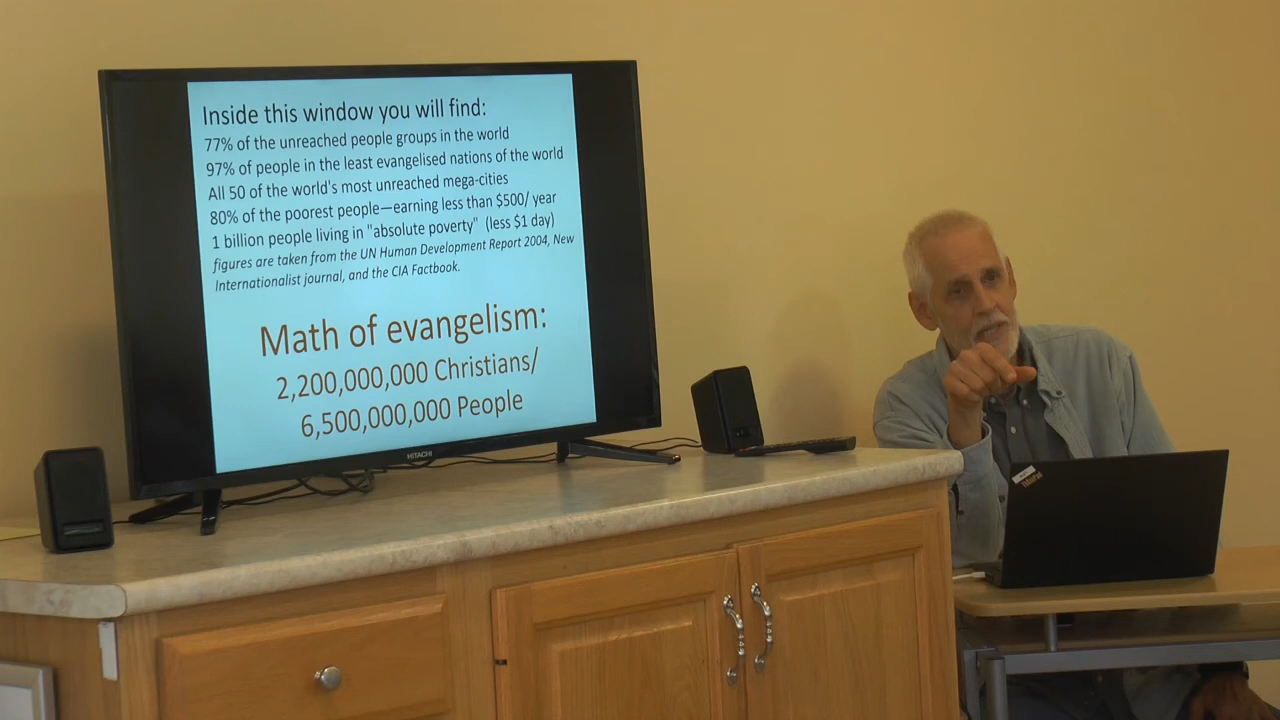 Inside this window you will find:
77% of the unreached people groups in the world
97% of people in the least evangelised nations of the world
All 50 of the world's most unreached mega-cities
80% of the poorest people—earning less than $500/ year
1 billion people living in "absolute poverty"  (less $1 day)
figures are taken from the UN Human Development Report 2004, New
Internationalist journal, and the CIA Factbook.
Math of evangelism:
2,200,000,000 Christians/
6,500,000,000 People
HITACHI
ThinkPad